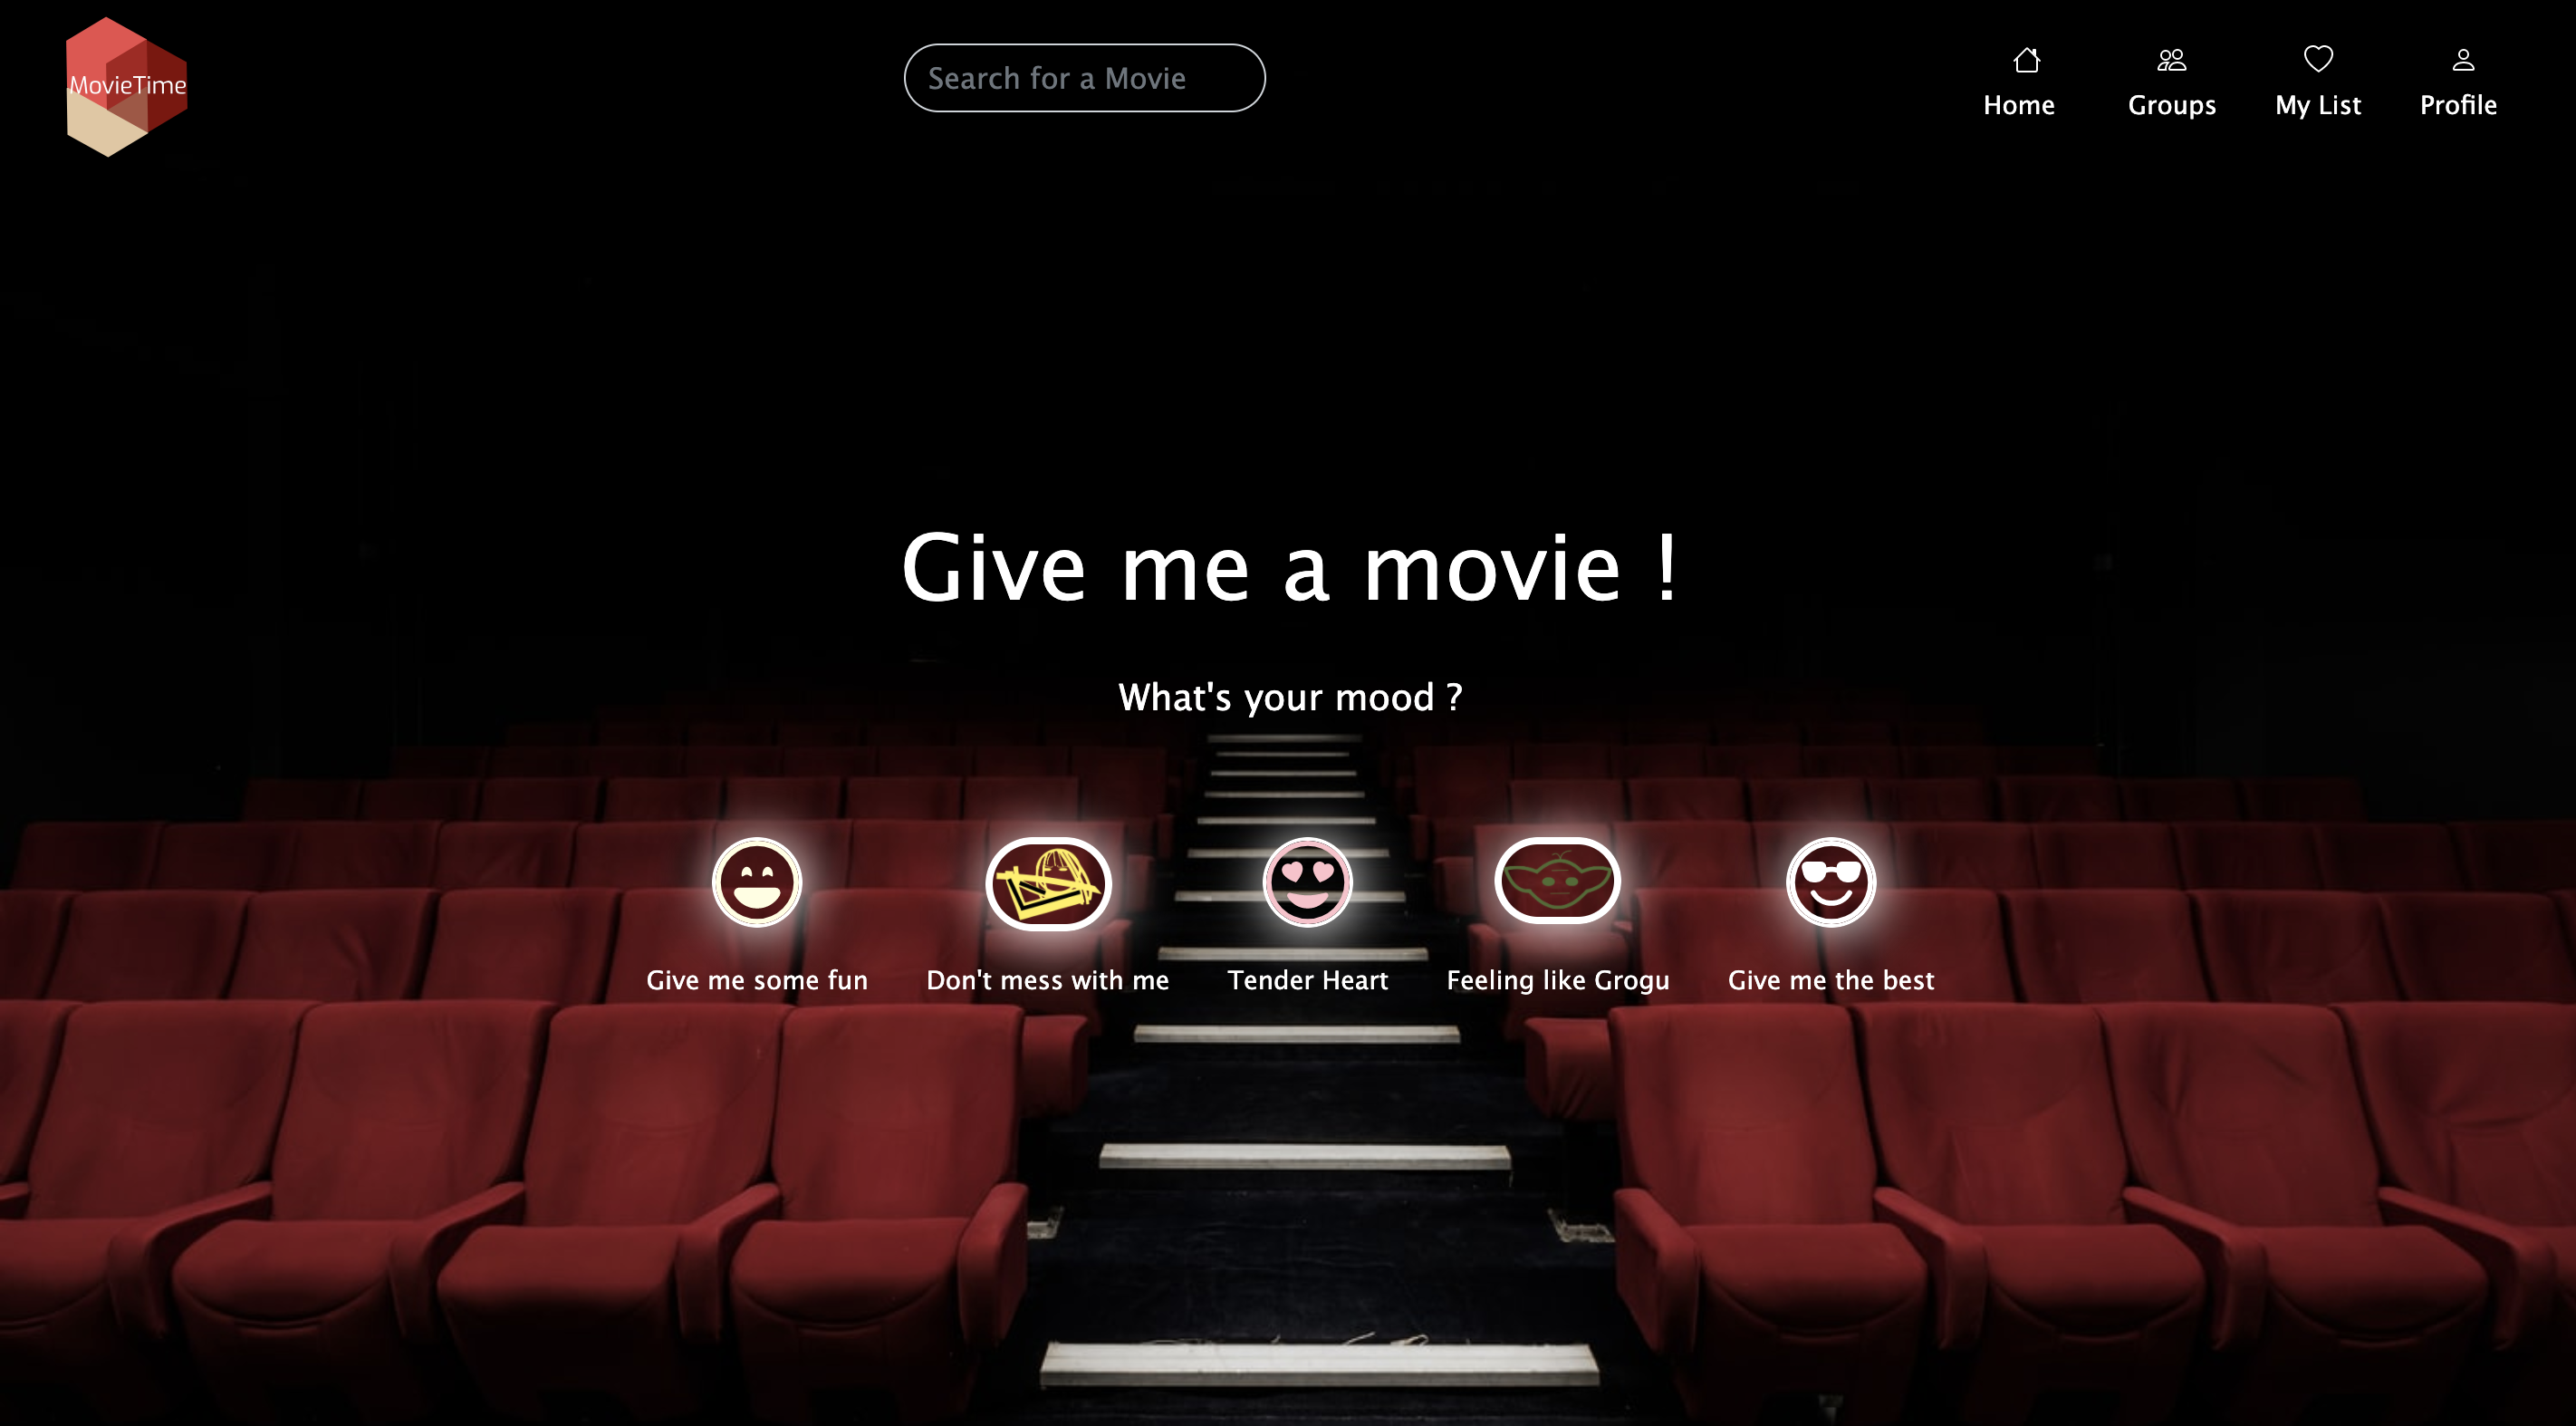 MovieTime
Search for a Movie
Home
Groups
My List
Profile
Give me a movie !
What's your mood ?
Give me some fun
Don't mess with me
Tender Heart
Feeling like Grogu
Give me the best